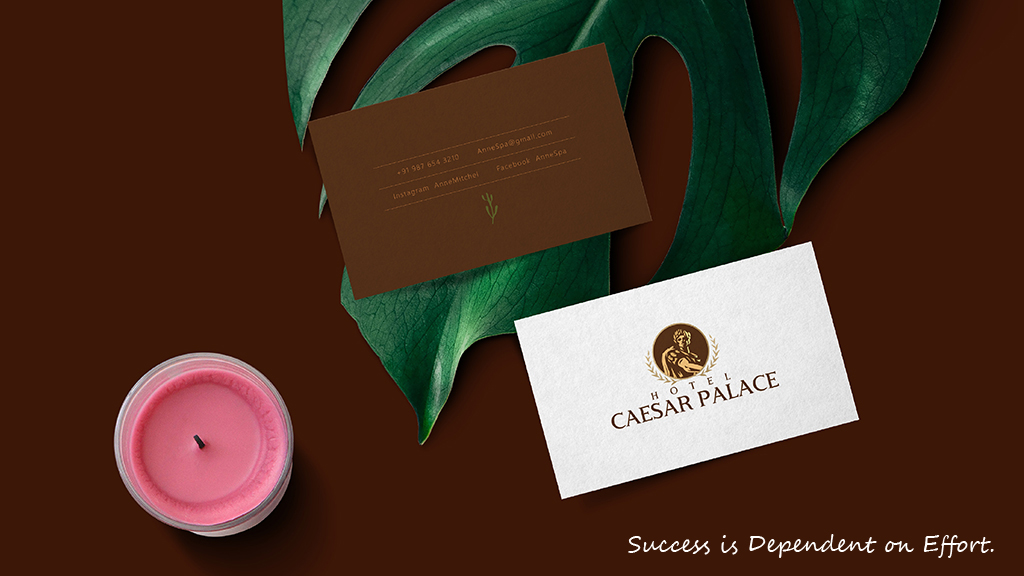 +91 987 654 3210 AnneSpa@gmail.com
Instagram AnneMitchel Facebook AnneSpa
HOTEL
CAESAR PALACE
Success is Dependent on Effort.